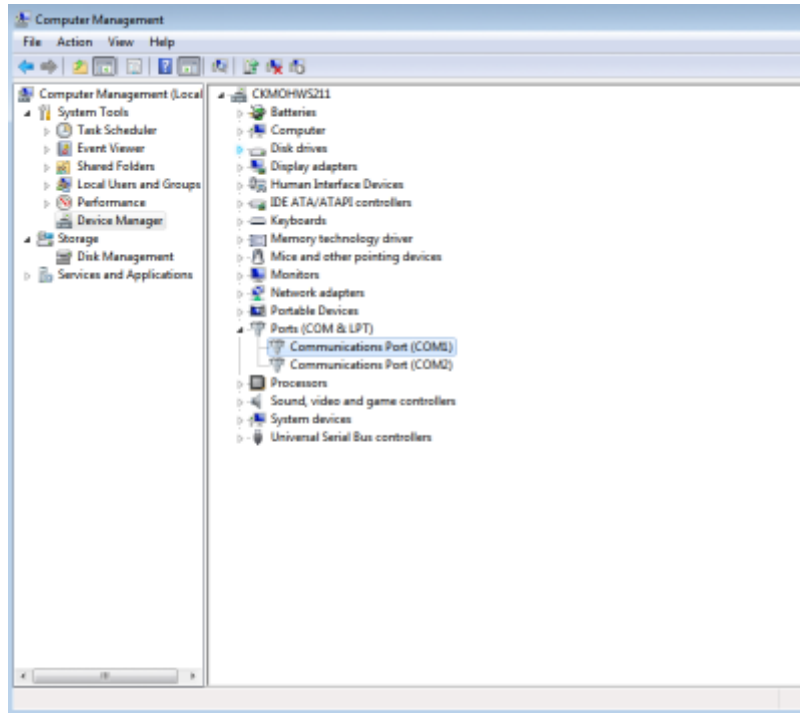 Computer Management
File Action View Help
Computer Management (Local
System Tools
Task Scheduler
Event Viewer
Shared Folders
Local Users and Groups
Performance
Device Manager
Storage
Disk Management
Services and Applications
CKMOHWS211
Batteries
Computer
Disk drives
Display adapters
Human Interface Devices
IDE ATA/ATAPI controllers
Keyboards
Memory technology driver
Mice and other pointing devices
Monitors
Network adapters
Portable Devices
Ports (COM & LPT)
Communications Port (COM1)
Communications Port (COM2)
Processors
Sound, video and game controllers
System devices
Universal Serial Bus controllers